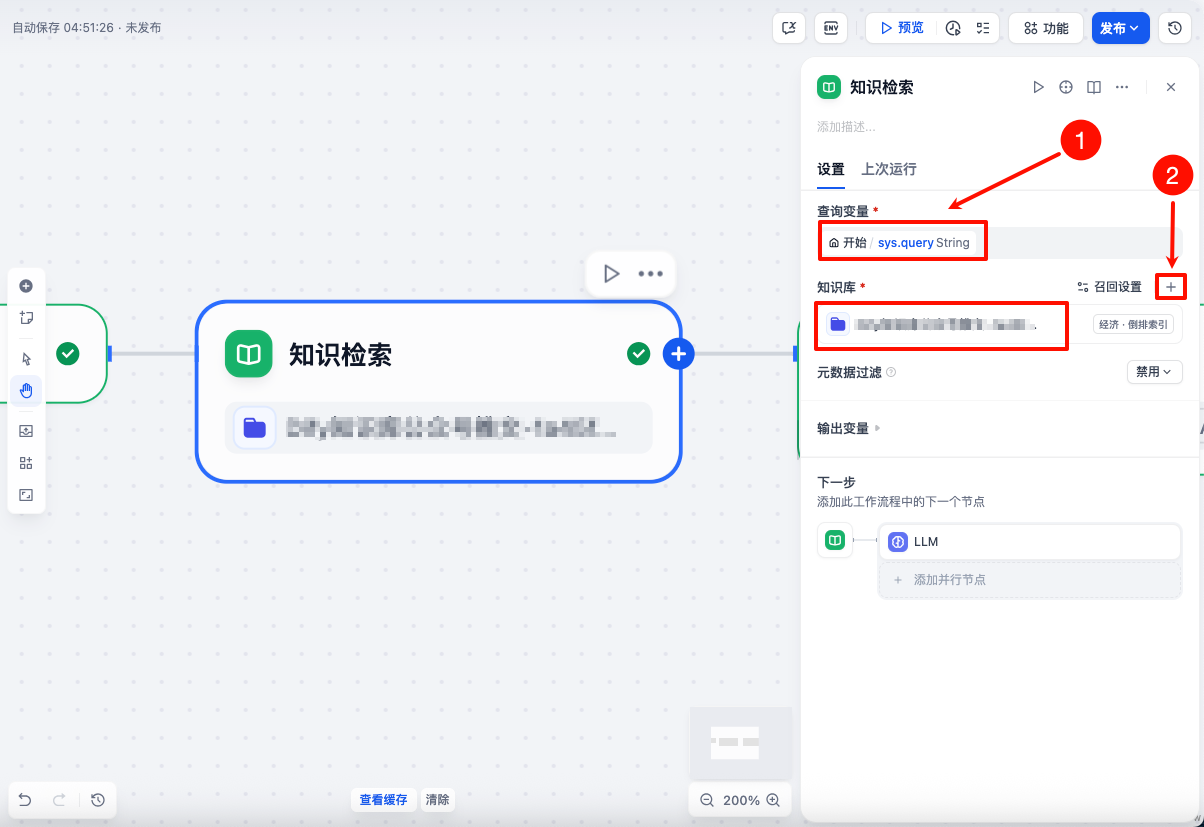 自动保存 04:51:26 · 未发布
ENV
预览
功能
发布
知识检索
添加描述...
1
设置 上次运行
2
查询变量 *
开始 / sys.query String
知识库 *
召回设置
经济 · 倒排索引
元数据过滤
禁用
输出变量
下一步
添加此工作流程中的下一个节点
LLM
+ 添加并行节点
知识检索
查看缓存 清除
200%